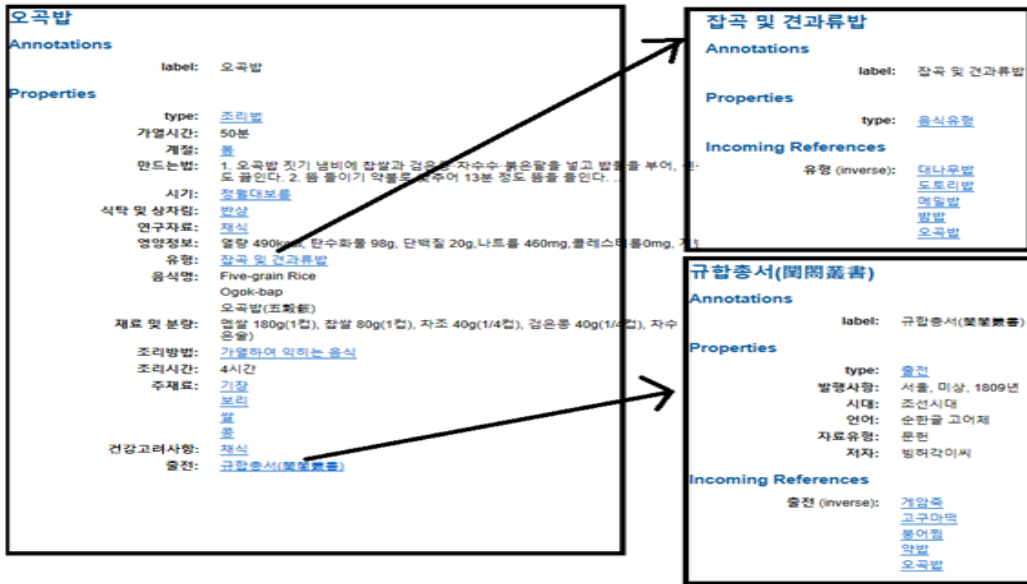 오곡밥
Annotations
label: 오곡밥
Properties
type: 조리법
가열시간: 50분
계절: 봄
만드는법: 1. 오곡밥 짓기 냄비에 찹쌀과 검은콩·차수수·붉은팥을 넣고 밥물을 부어, 센
도 끓인다. 2. 뜸 들이기 약불로 낮추어 13분 정도 뜸을 들인다. ...
시기: 정월대보름
식탁 및 상차림: 반상
연구자료: 채식
영양정보: 열량 490kcal, 탄수화물 98g, 단백질 20g,나트륨 460mg,콜레스테롤0mg,
유형: 잡곡 및 견과류밥
음식명: Five-grain Rice
Ogok-bap
오곡밥(五穀飯)
재료 및 분량: 멥쌀 180g(1컵), 찹쌀 80g(1컵), 차조 40g(1/4컵), 검은콩 40g(1/4컵), 차수
은술)
조리방법: 가열하여 익히는 음식
조리시간: 4시간
주재료: 기장
보리
쌀
콩
건강고려사항: 채식
출전: 규합총서(閨閤叢書)
잡곡 및 견과류밥
Annotations
label: 잡곡 및 견과류밥
Properties
type: 음식유형
Incoming References
유형 (inverse): 대나무밥
도토리밥
메밀밥
밤밥
오곡밥
규합총서(閨閤叢書)
Annotations
label: 규합총서(閨閤叢書)
Properties
type: 출전
발행사항: 서울, 미상, 1809년
시대: 조선시대
언어: 순한글 고어체
자료유형: 문헌
저자: 빙허각이씨
Incoming References
출전 (inverse): 게암죽
고구마떡
붕어찜
약밥
오곡밥